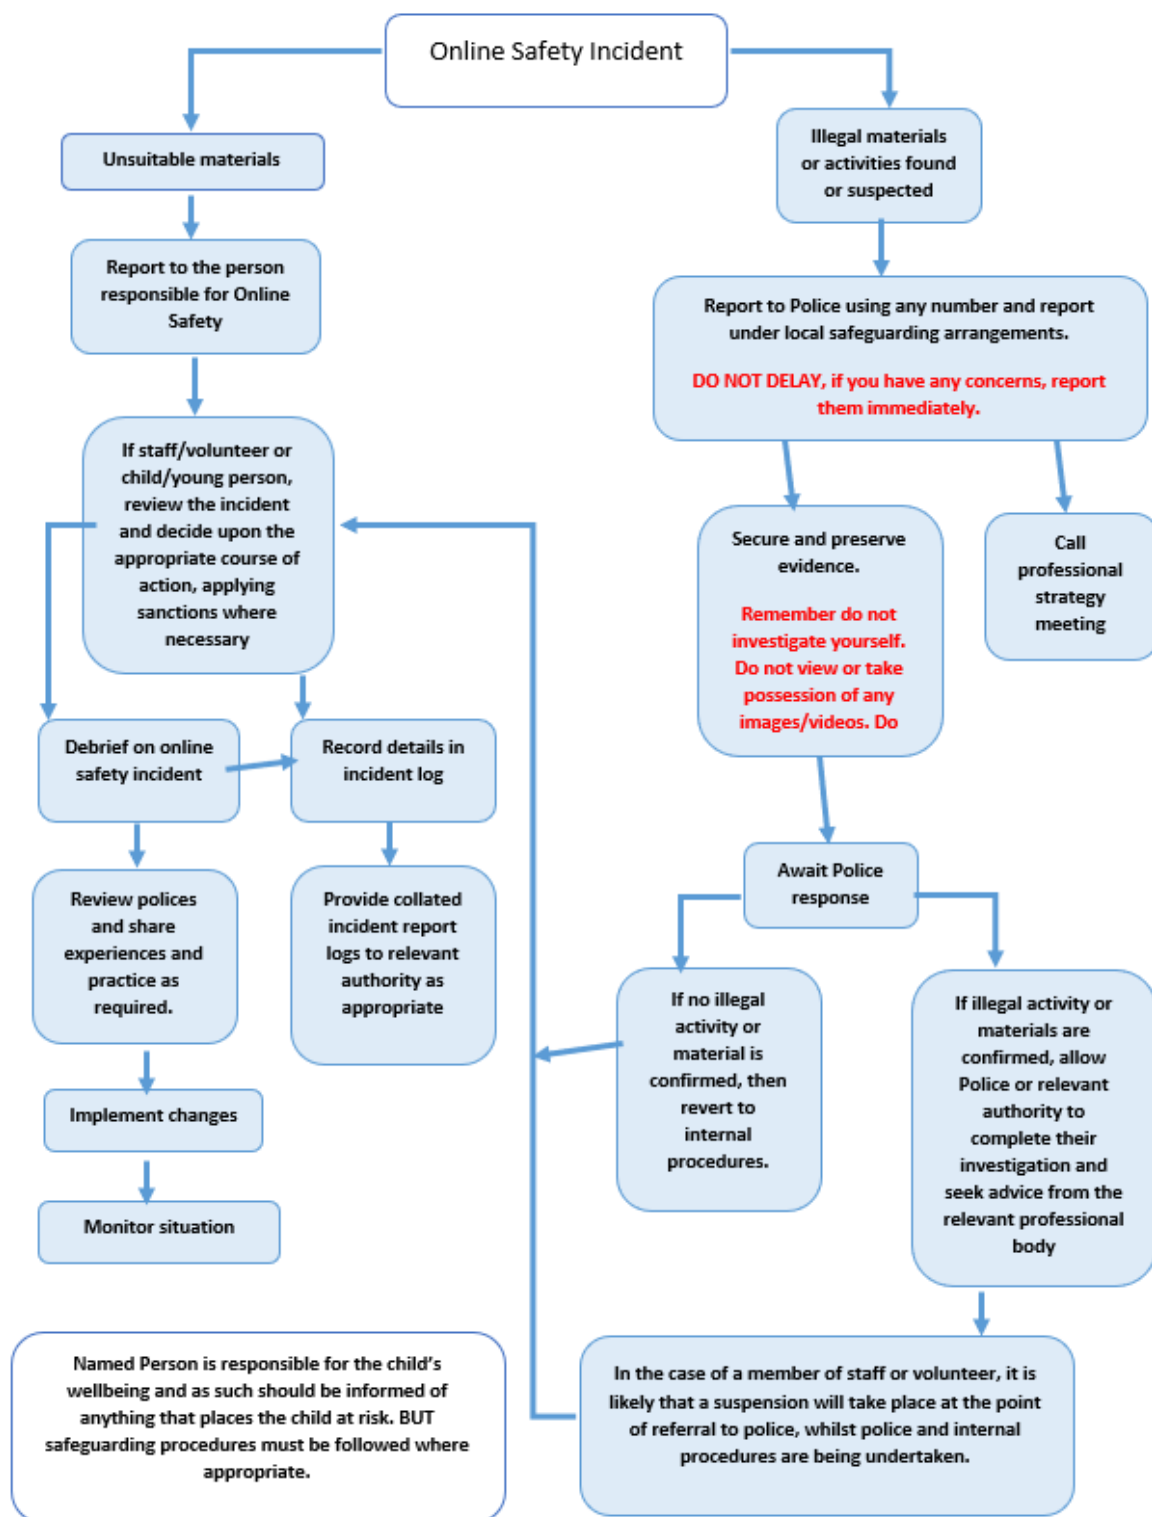 Online Safety Incident
Unsuitable materials
Report to the person
responsible for Online
Safety
If staff/volunteer or
child/young person,
review the incident
and decide upon the
appropriate course of
action, applying
sanctions where
necessary
Debrief on online
safety incident
Record details in
incident log
Review polices
and share
experiences and
practice as
required.
Provide collated
incident report
logs to relevant
authority as
appropriate
Implement changes
Monitor situation
Illegal materials
or activities found
or suspected
Report to Police using any number and report
under local safeguarding arrangements.
DO NOT DELAY, if you have any concerns, report
them immediately.
Secure and preserve
evidence.
Remember do not
investigate yourself.
Do not view or take
possession of any
images/videos. Do
Call
professional
strategy
meeting
Await Police
response
If no illegal
activity or
material is
confirmed, then
revert to
internal
procedures.
If illegal activity or
materials are
confirmed, allow
Police or relevant
authority to
complete their
investigation and
seek advice from the
relevant professional
body
In the case of a member of staff or volunteer, it is
likely that a suspension will take place at the point
of referral to police, whilst police and internal
procedures are being undertaken.
Named Person is responsible for the child’s
wellbeing and as such should be informed of
anything that places the child at risk. BUT
safeguarding procedures must be followed where
appropriate.